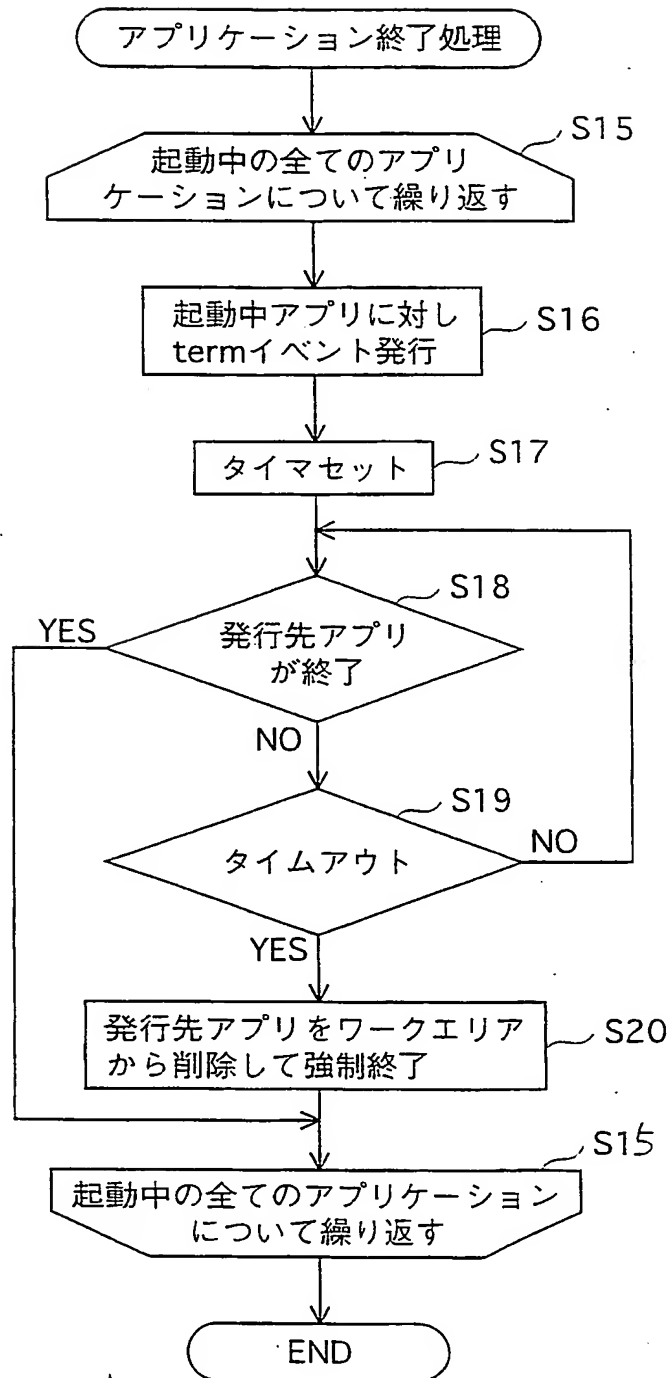 アプリケーション終了処理
S15
起動中の全てのアプリ
ケーションについて繰り返す
起動中アプリに対し
termイベント発行
S16
タイマセット
S17
S18
YES
発行先アプリ
が終了
NO
S19
タイムアウト
NO
YES
発行先アプリをワークエリア
から削除して強制終了
S20
S15
起動中の全てのアプリケーション
について繰り返す
END